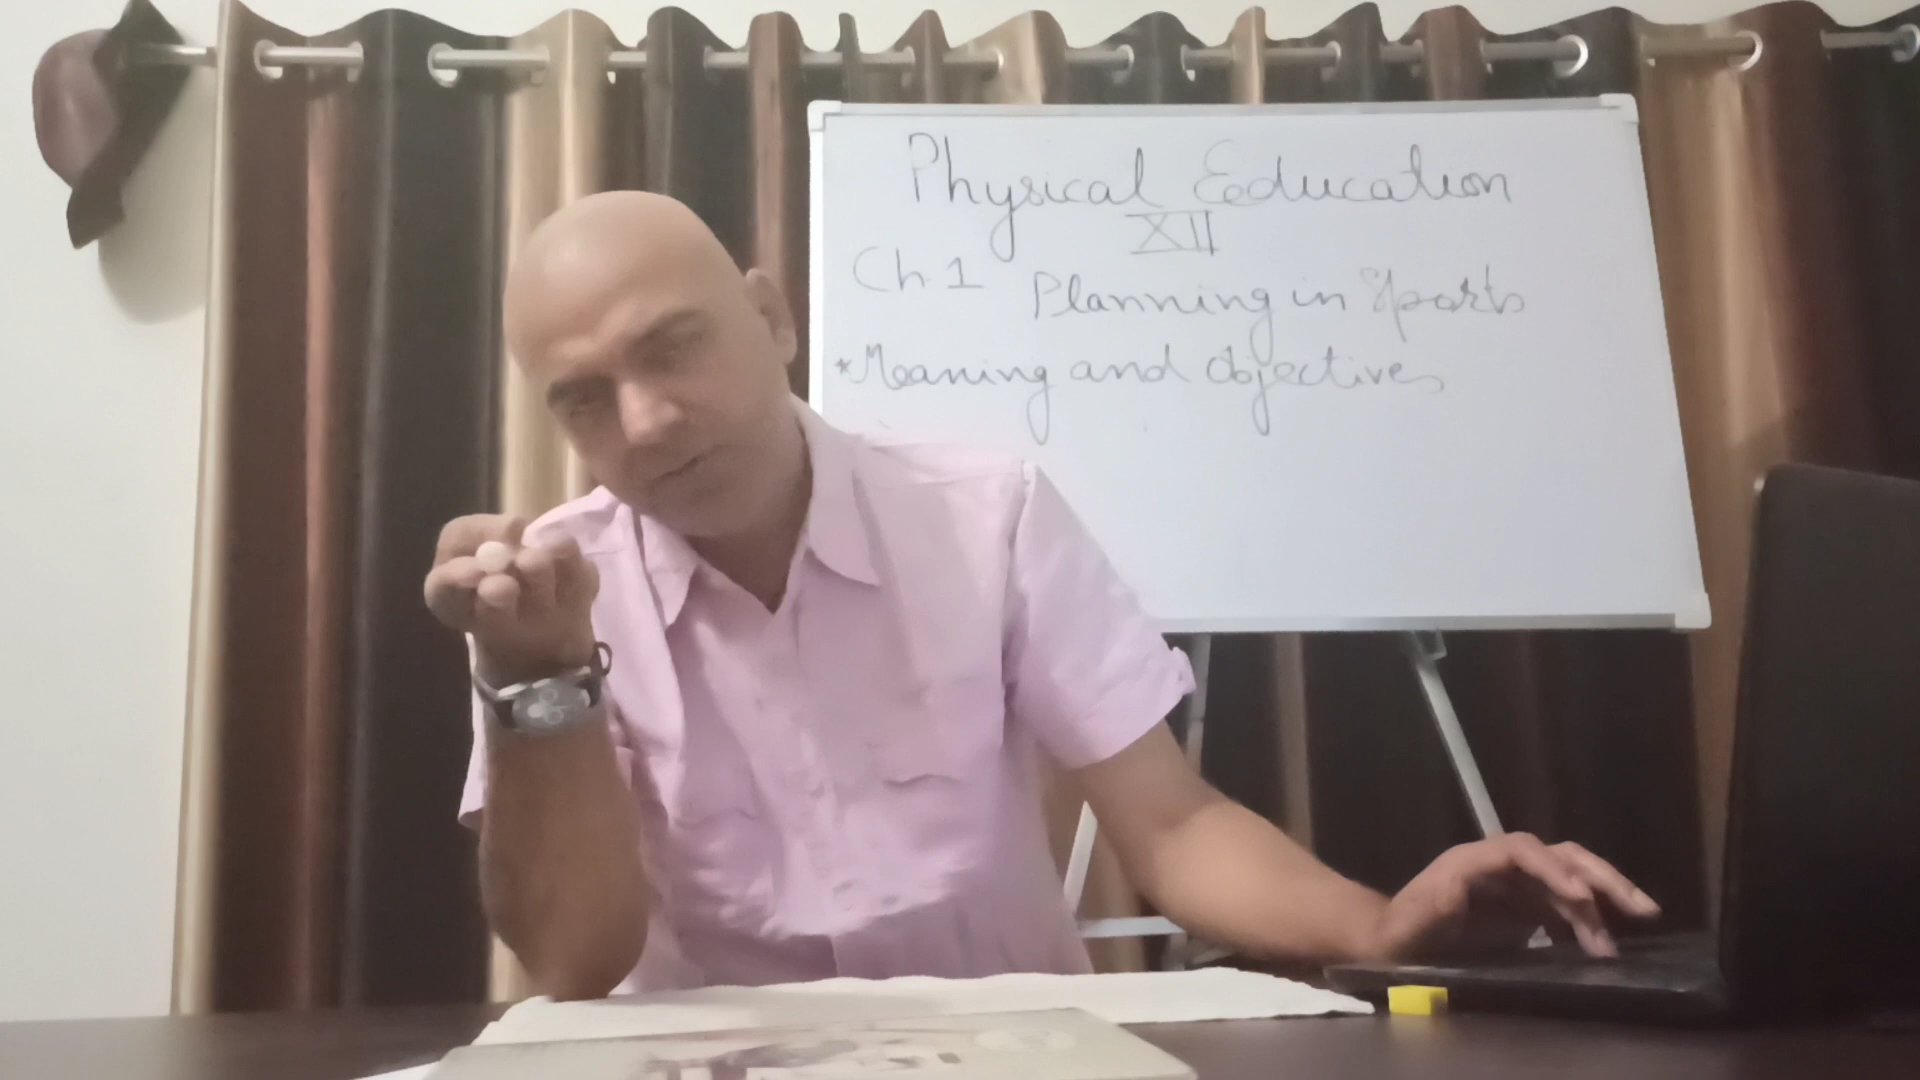 Physical Eeducation
XII
Ch.1 Planning in Sports
* Meaning and Objectives